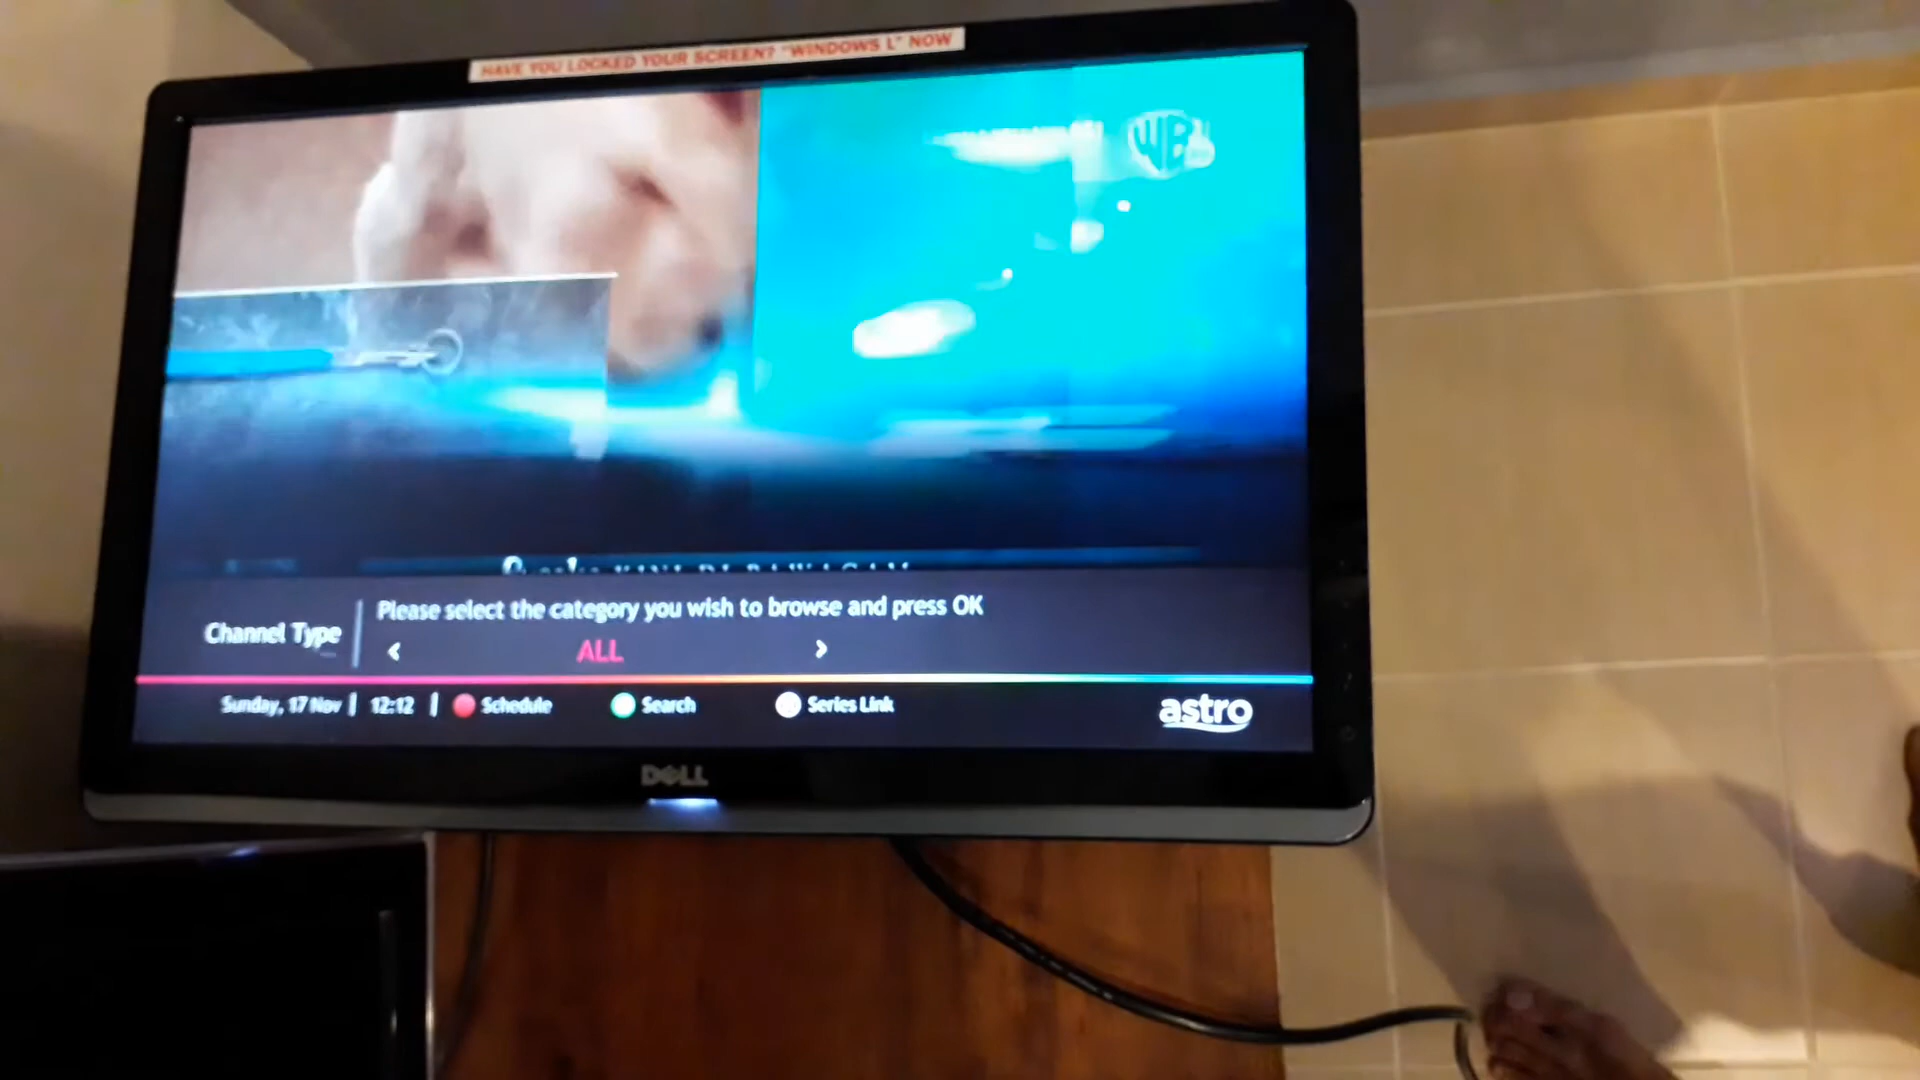 HAVE YOU LOCKED YOUR SCREEN? "WINDOWS L" NOW
WB
Please select the category you wish to browse and press OK
Channel Type
< ALL >
Sunday, 17 Nov | 12:12 | Schedule Search Series Link
astro
DELL